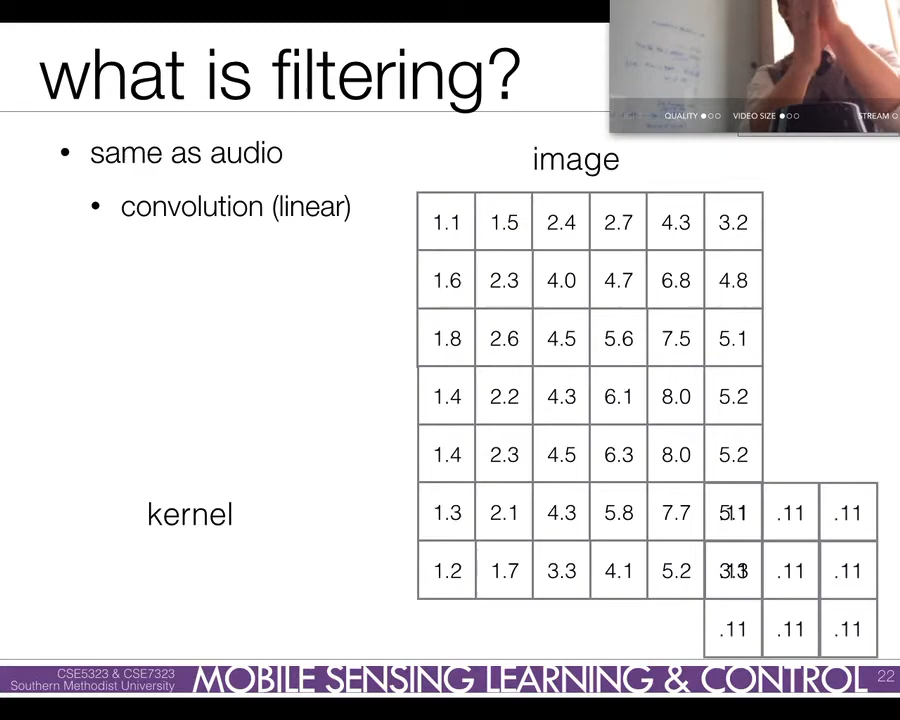 what is filtering?
QUALITY
VIDEO SIZE
STREAM
• same as audio
image
• convolution (linear)
1.1 1.5 2.4 2.7 4.3 3.2
1.6 2.3 4.0 4.7 6.8 4.8
1.8 2.6 4.5 5.6 7.5 5.1
1.4 2.2 4.3 6.1 8.0 5.2
1.4 2.3 4.5 6.3 8.0 5.2
kernel
1.3 2.1 4.3 5.8 7.7 .11 .11
1.2 1.7 3.3 4.1 5.2 .11 .11
.11 .11 .11
CSE5323 & CSE7323
Southern Methodist University
MOBILE SENSING LEARNING & CONTROL
22